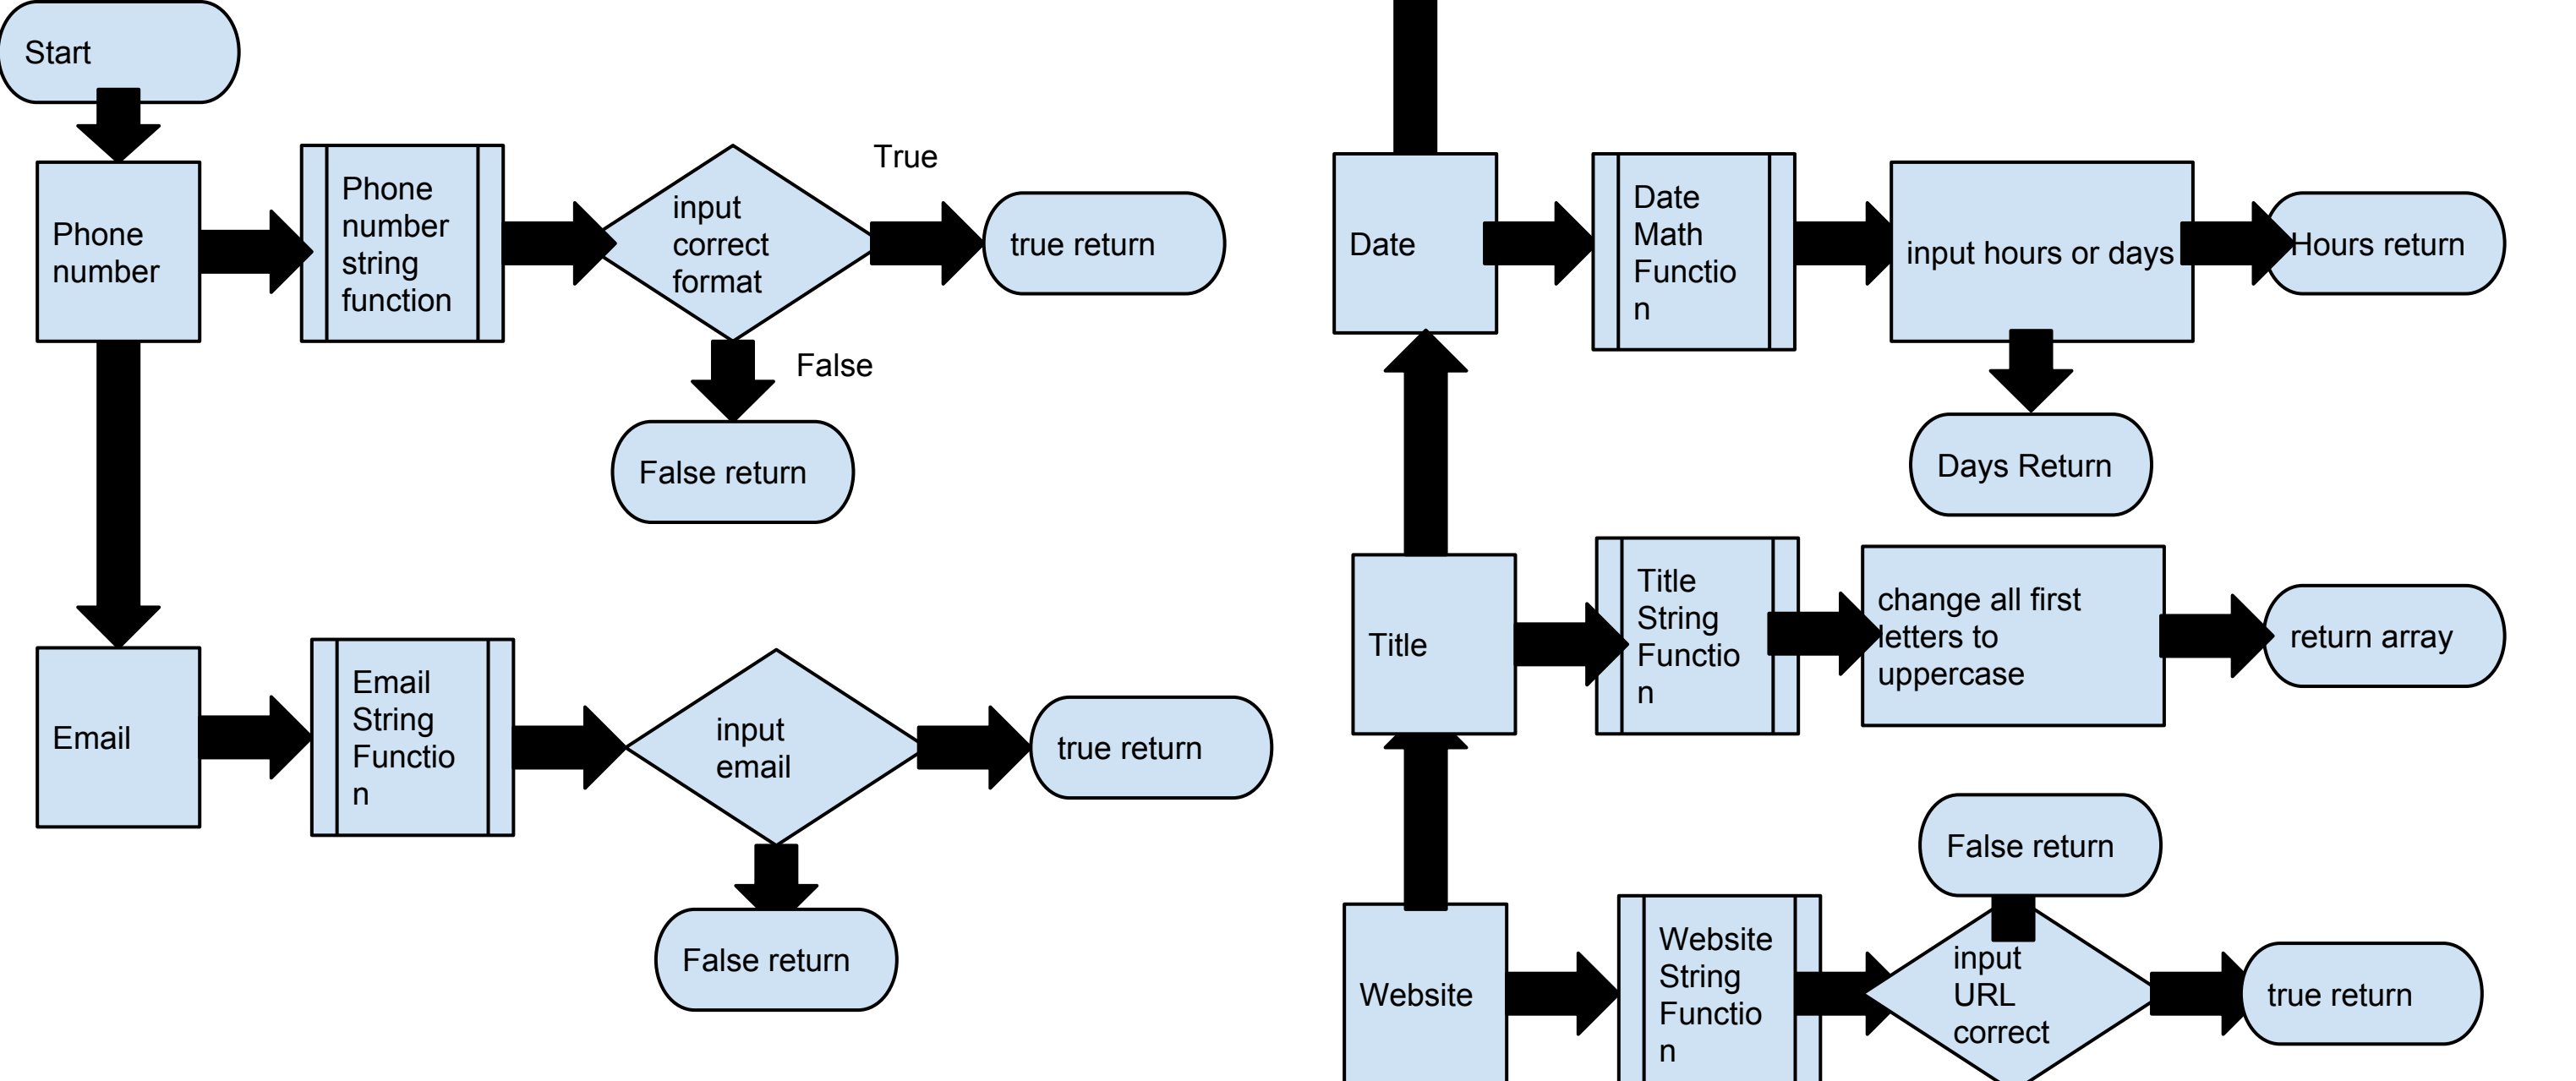 Start
Phone
number
Phone
number
string
function
input
correct
format
True
true return
False
False return
Email
Email
String
Functio
n
input
email
true return
False return
Date
Date
Math
Functio
n
input hours or days
Hours return
Days Return
Title
Title
String
Functio
n
change all first
letters to
uppercase
return array
False return
Website
Website
String
Functio
n
input
URL
correct
true return